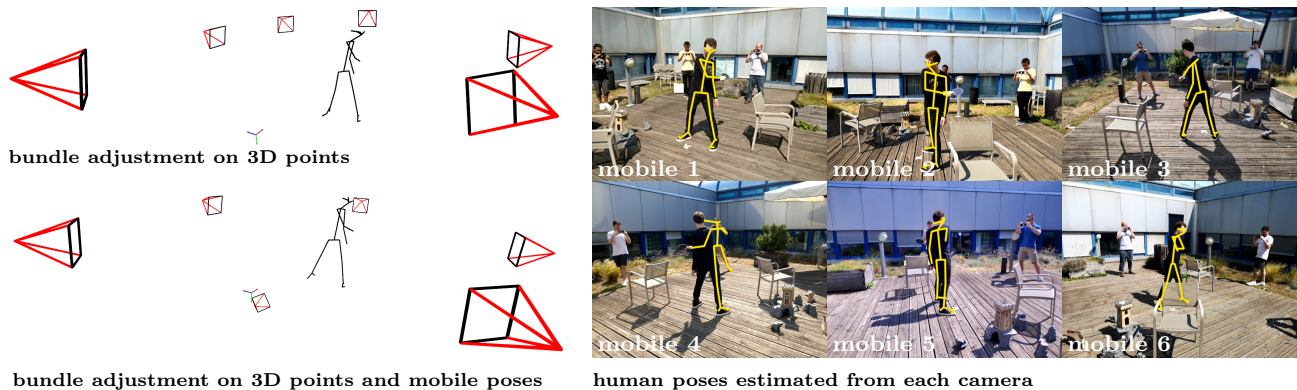 bundle adjustment on 3D points
bundle adjustment on 3D points and mobile poses
mobile 1
mobile 2
mobile 3
mobile 4
mobile 5
mobile 6
human poses estimated from each camera